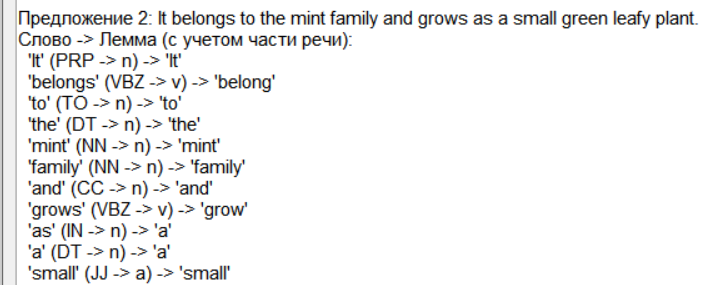 Предложение 2: It belongs to the mint family and grows as a small green leafy plant.
Слово -> Лемма (с учетом части речи):
'It' (PRP -> n) -> 'It'
'belongs' (VBZ -> v) -> 'belong'
'to' (TO -> n) -> 'to'
'the' (DT -> n) -> 'the'
'mint' (NN -> n) -> 'mint'
'family' (NN -> n) -> 'family'
'and' (CC -> n) -> 'and'
'grows' (VBZ -> v) -> 'grow'
'as' (IN -> n) -> 'a'
'a' (DT -> n) -> 'a'
'small' (JJ -> a) -> 'small'